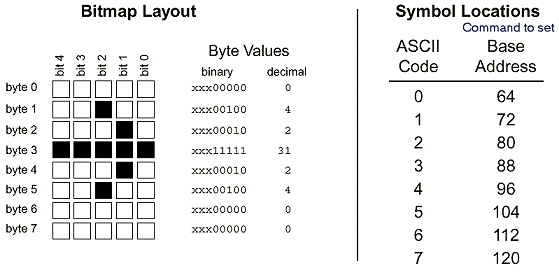 Bitmap Layout
bit 4 bit 3 bit 2 bit 1 bit 0
Byte Values
binary decimal
byte 0 xxx00000 0
byte 1 xxx00100 4
byte 2 xxx00010 2
byte 3 xxx11111 31
byte 4 xxx00010 2
byte 5 xxx00100 4
byte 6 xxx00000 0
byte 7 xxx00000 0
Symbol Locations
Command to set
ASCII Base
Code Address
0 64
1 72
2 80
3 88
4 96
5 104
6 112
7 120